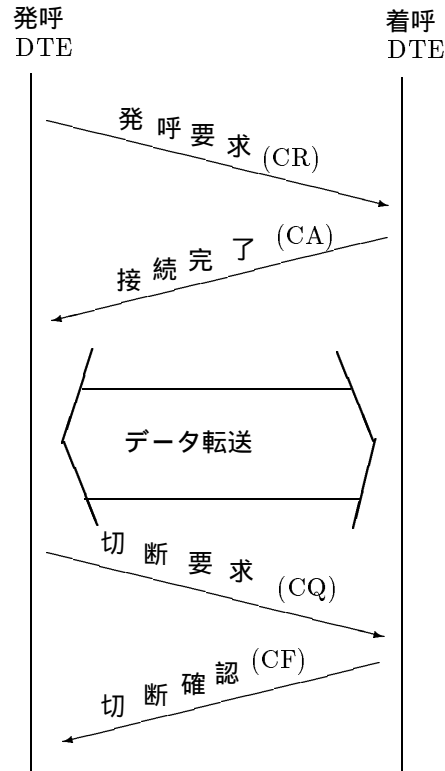 発呼
DTE
着呼
DTE
発呼要求(CR)
接続完了(CA)
データ転送
切断要求(CQ)
切断確認(CF)